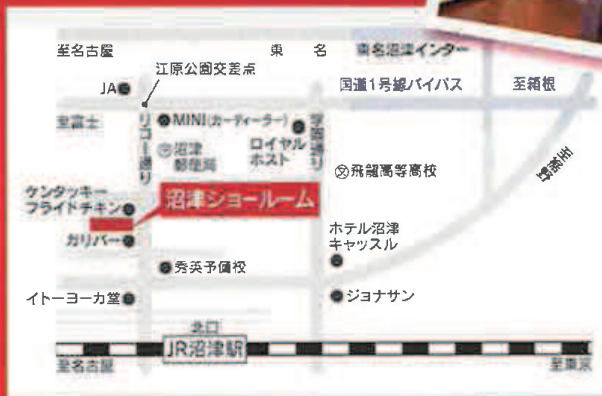 至名古屋
東名
東名沼津インター
江原公園交差点
JA
国道1号線バイパス
至箱根
至富士
リコー通り
MINI(カーディーラー)
沼津
郵便局
ロイヤル
ホスト
学園通り
飛龍高等高校
ケンタッキー
フライドチキン
沼津ショールーム
ガリバー
ホテル沼津
キャッスル
秀英予備校
イトーヨーカ堂
ジョナサン
北口
JR沼津駅
至名古屋
至東京